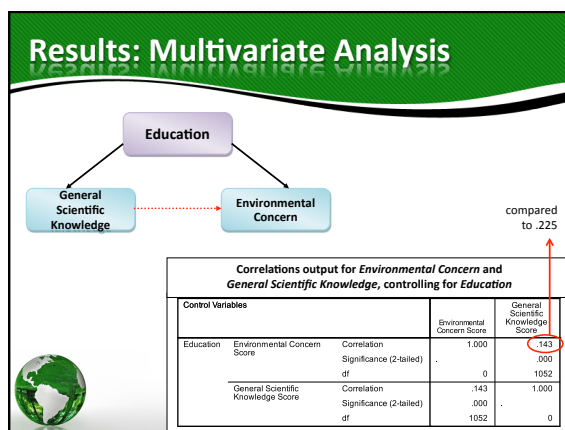 Results: Multivariate Analysis
Education
General
Scientific
Knowledge
Environmental
Concern
compared
to .225
Correlations output for Environmental Concern and
General Scientific Knowledge, controlling for Education
Control Variables
Environmental
Concern Score
General
Scientific
Knowledge
Score
Education Environmental Concern
Score
Correlation 1.000 .143
Significance (2-tailed) . .000
df 0 1052
General Scientific
Knowledge Score
Correlation .143 1.000
Significance (2-tailed) .000 .
df 1052 0